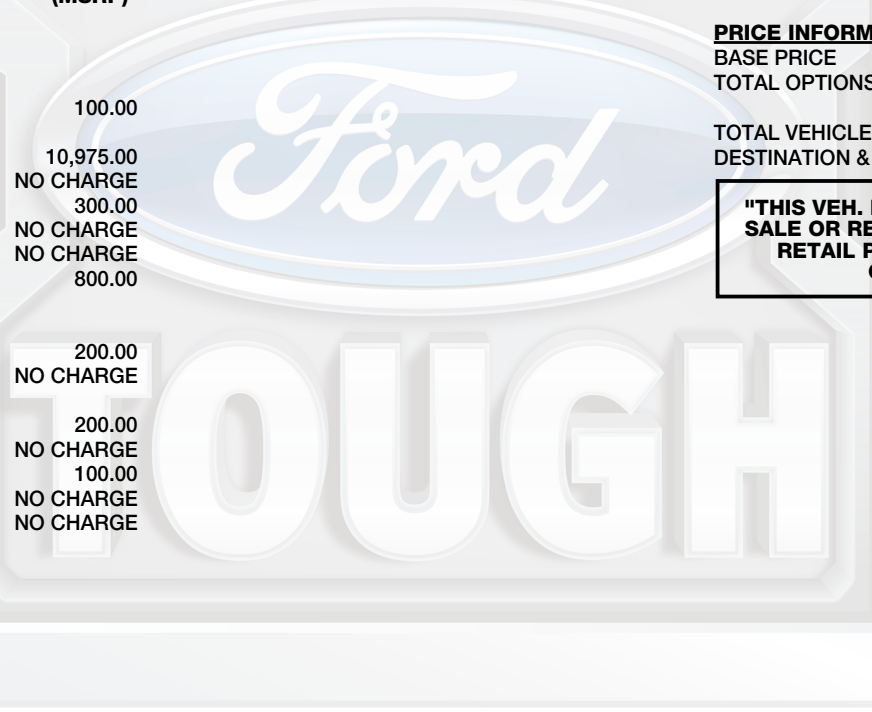 (MSRP)
100.00
10,975.00
NO CHARGE
300.00
NO CHARGE
NO CHARGE
800.00
200.00
NO CHARGE
200.00
NO CHARGE
100.00
NO CHARGE
NO CHARGE
PRICE INFORM
BASE PRICE
TOTAL OPTIONS
TOTAL VEHICLE
DESTINATION &
"THIS VEH.
SALE OR RE
RETAIL P
Ford
TOUGH